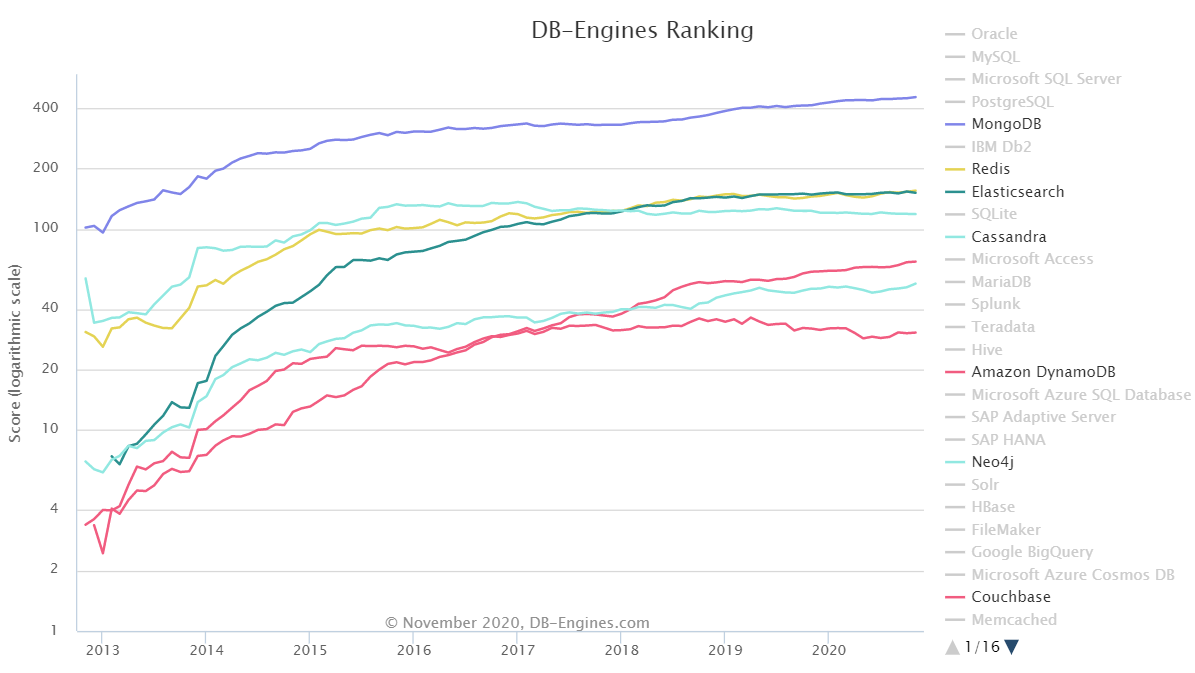 DB-Engines Ranking
Score (logarithmic scale)
400
200
100
40
20
10
4
2
1
2013 2014 2015 2016 2017 2018 2019 2020
© November 2020, DB-Engines.com
Oracle
MySQL
Microsoft SQL Server
PostgreSQL
MongoDB
IBM Db2
Redis
Elasticsearch
SQLite
Cassandra
Microsoft Access
MariaDB
Splunk
Teradata
Hive
Amazon DynamoDB
Microsoft Azure SQL Database
SAP Adaptive Server
SAP HANA
Neo4j
Solr
HBase
FileMaker
Google BigQuery
Microsoft Azure Cosmos DB
Couchbase
Memcached
1/16